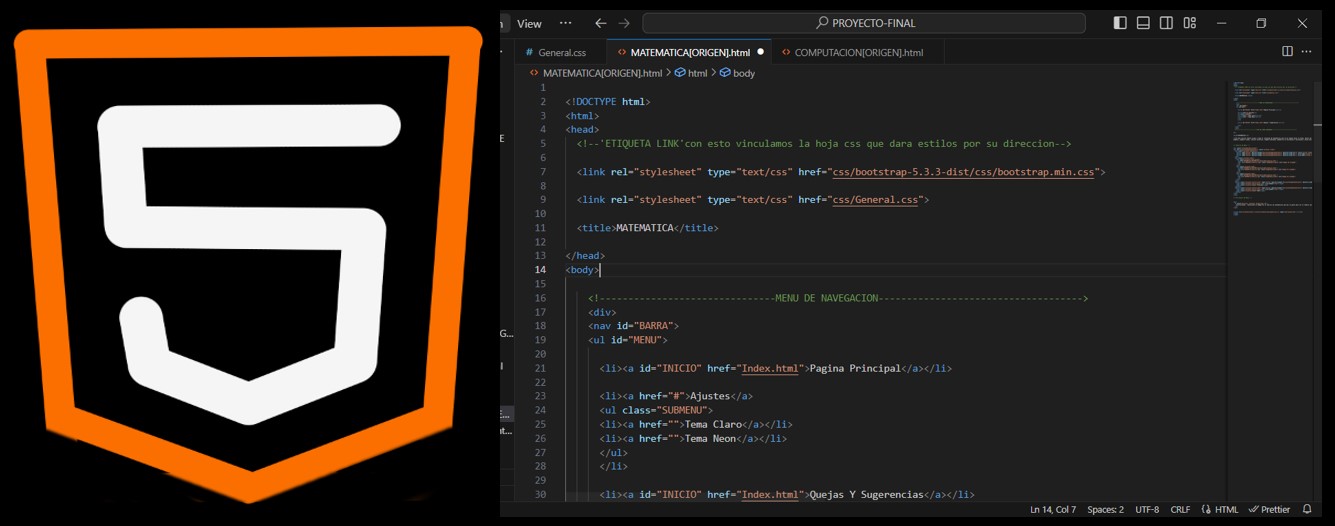 5
View ··· PROYECTO-FINAL
# General.css <> MATEMATICA[ORIGEN].html <> COMPUTACION[ORIGEN].html ···
<> MATEMATICA[ORIGEN].html > html > body
1
2 <!DOCTYPE html>
3 <html>
4 <head>
5 <!--'ETIQUETA LINK'con esto vinculamos la hoja css que dara estilos por su direccion-->
6
7 <link rel="stylesheet" type="text/css" href="css/bootstrap-5.3.3-dist/css/bootstrap.min.css">
8
9 <link rel="stylesheet" type="text/css" href="css/General.css">
10
11 <title>MATEMATICA</title>
12
13 </head>
14 <body>
15
16 <!-------------------------------MENU DE NAVEGACION----------------------------------->
17 <div>
18 <nav id="BARRA">
19 <ul id="MENU">
20
21 <li><a id="INICIO" href="Index.html">Pagina Principal</a></li>
22
23 <li><a href="#">Ajustes</a>
24 <ul class="SUBMENU">
25 <li><a href="">Tema Claro</a></li>
26 <li><a href="">Tema Neon</a></li>
27 </ul>
28 </li>
29
30 <li><a id="INICIO" href="Index.html">Quejas Y Sugerencias</a></li>
Ln 14, Col 7 Spaces: 2 UTF-8 CRLF HTML Prettier